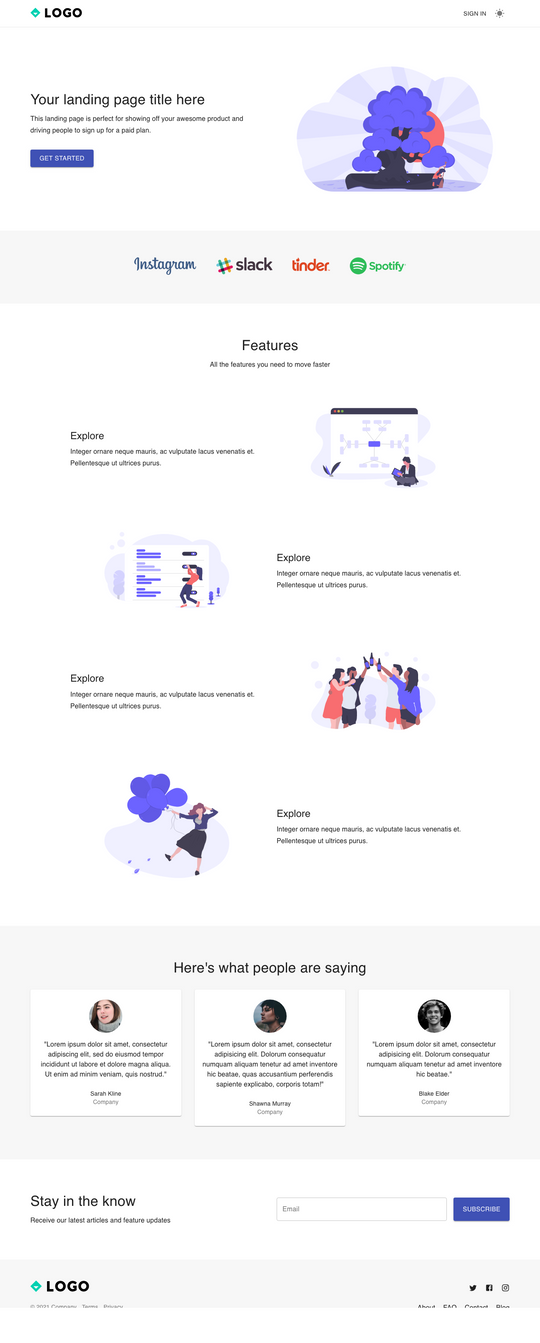 LOGO
SIGN IN
Your landing page title here
This landing page is perfect for showing off your awesome product and
driving people to sign up for a paid plan.
GET STARTED
Instagram
slack
tinder
Spotify
Features
All the features you need to move faster
Explore
Integer ornare neque mauris, ac vulputate lacus venenatis et.
Pellentesque ut ultrices purus.
Explore
Integer ornare neque mauris, ac vulputate lacus venenatis et.
Pellentesque ut ultrices purus.
Explore
Integer ornare neque mauris, ac vulputate lacus venenatis et.
Pellentesque ut ultrices purus.
Explore
Integer ornare neque mauris, ac vulputate lacus venenatis et.
Pellentesque ut ultrices purus.
Here's what people are saying
"Lorem ipsum dolor sit amet, consectetur
adipiscing elit, sed do eiusmod tempor
incididunt ut labore et dolore magna aliqua.
Ut enim ad minim veniam, quis nostrud."
Sarah Kline
Company
"Lorem ipsum dolor sit amet, consectetur
adipisicing elit. Dolorum consequatur
numquam aliquam tenetur ad amet inventore
hic beatae, quas accusantium perferendis
sapiente explicabo, corporis totam!"
Shawna Murray
Company
"Lorem ipsum dolor sit amet, consectetur
adipisicing elit. Dolorum consequatur
numquam aliquam tenetur ad amet inventore
hic beatae."
Blake Elder
Company
Stay in the know
Receive our latest articles and feature updates
Email
SUBSCRIBE
LOGO
© 2021 Company Terms Privacy
About FAQ Contact Blog